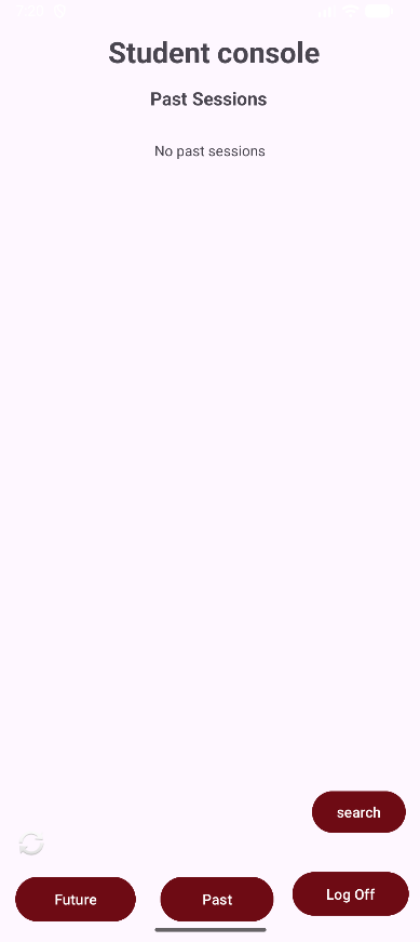 Student console
Past Sessions
No past sessions
search
Future
Past
Log Off